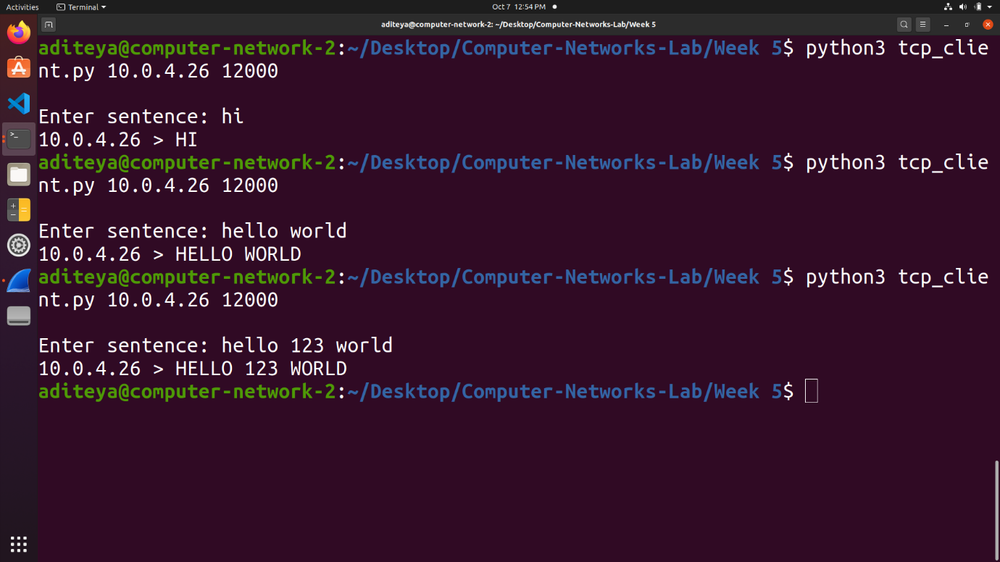 Activities Terminal Oct 7 12:54 PM
aditeya@computer-network-2: ~/Desktop/Computer-Networks-Lab/Week 5
aditeya@computer-network-2:~/Desktop/Computer-Networks-Lab/Week 5$ python3 tcp_clie
nt.py 10.0.4.26 12000
Enter sentence: hi
10.0.4.26 > HI
aditeya@computer-network-2:~/Desktop/Computer-Networks-Lab/Week 5$ python3 tcp_clie
nt.py 10.0.4.26 12000
Enter sentence: hello world
10.0.4.26 > HELLO WORLD
aditeya@computer-network-2:~/Desktop/Computer-Networks-Lab/Week 5$ python3 tcp_clie
nt.py 10.0.4.26 12000
Enter sentence: hello 123 world
10.0.4.26 > HELLO 123 WORLD
aditeya@computer-network-2:~/Desktop/Computer-Networks-Lab/Week 5$